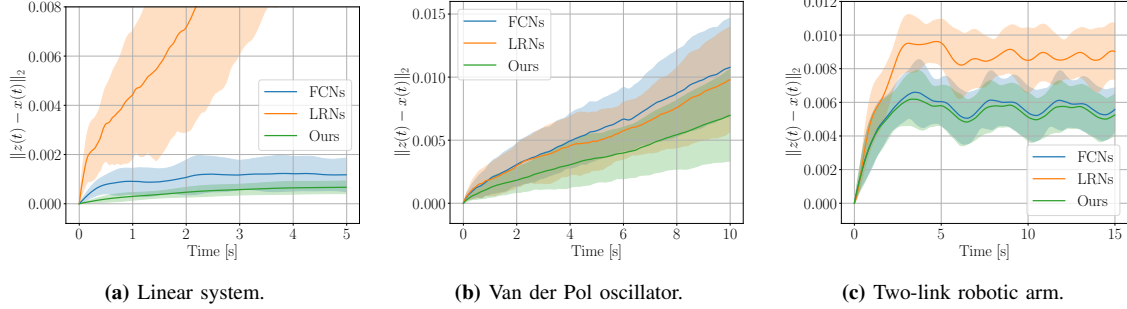 0.008
0.006
0.004
0.002
0.000
‖z(t) − x(t)‖₂
FCNs
LRNs
Ours
0 1 2 3 4 5
Time [s]
(a) Linear system.
0.015
0.010
0.005
0.000
‖z(t) − x(t)‖₂
FCNs
LRNs
Ours
0 2 4 6 8 10
Time [s]
(b) Van der Pol oscillator.
0.012
0.010
0.008
0.006
0.004
0.002
0.000
‖z(t) − x(t)‖₂
FCNs
LRNs
Ours
0 5 10 15
Time [s]
(c) Two-link robotic arm.